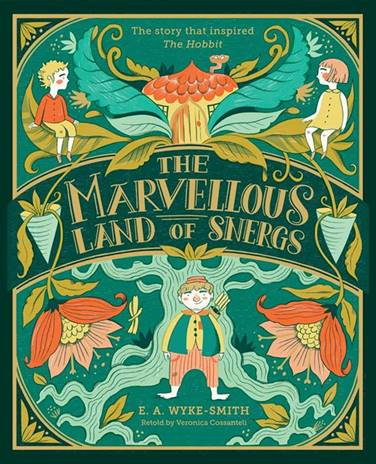 The story that inspired
The Hobbit
THE
MARVELLOUS
LAND OF SNERGS
E. A. WYKE-SMITH
Retold by Veronica Cossanteli